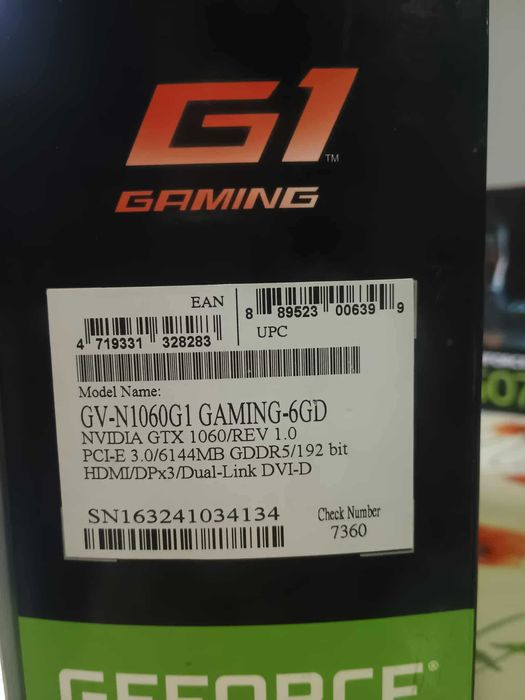 G1™
GAMING
EAN
4 719331 328283
8 89523 00639 9
UPC
Model Name:
GV-N1060G1 GAMING-6GD
NVIDIA GTX 1060/REV 1.0
PCI-E 3.0/6144MB GDDR5/192 bit
HDMI/DPx3/Dual-Link DVI-D
SN163241034134
Check Number
7360
GEFORCE®